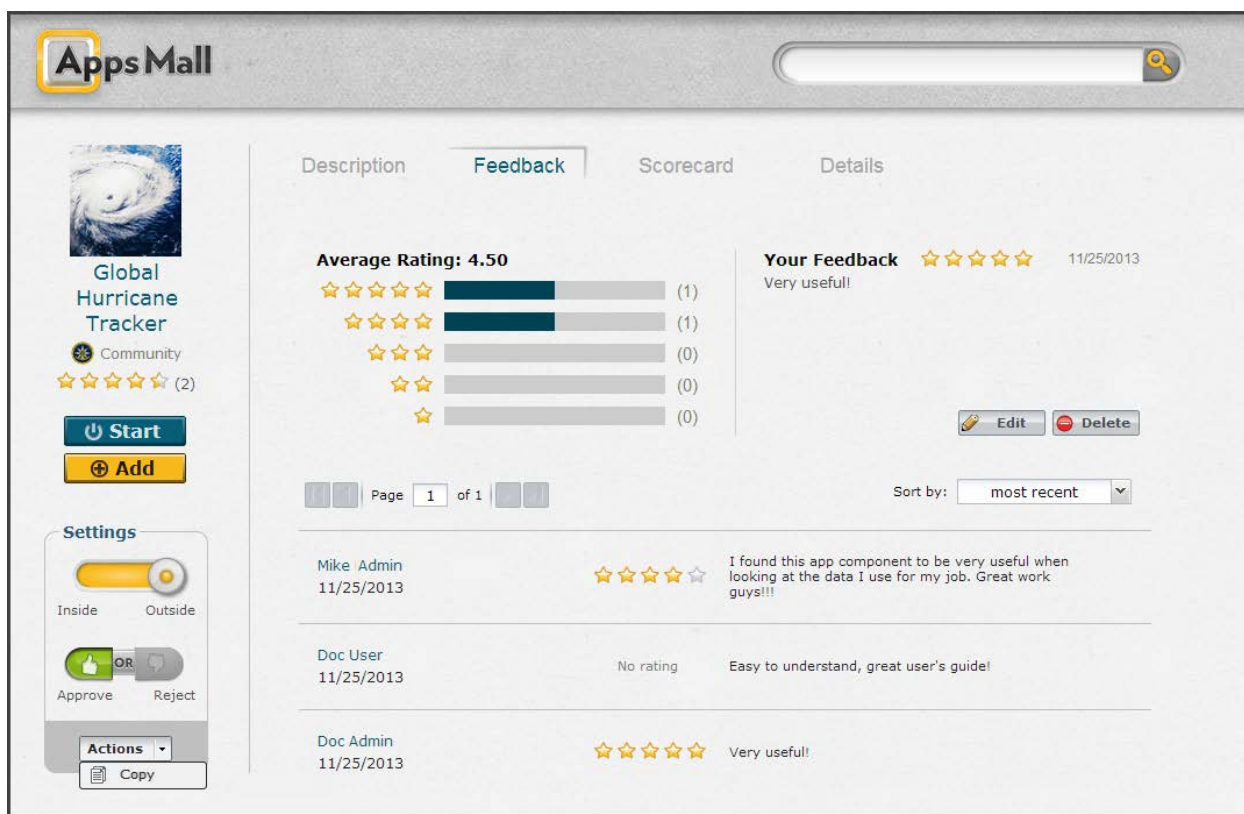 Apps Mall
Global
Hurricane
Tracker
Community
(2)
Start
Add
Settings
Inside Outside
OR
Approve Reject
Actions
Copy
Description Feedback Scorecard Details
Average Rating: 4.50
(1)
(1)
(0)
(0)
(0)
Your Feedback 11/25/2013
Very useful!
Edit Delete
Page 1 of 1
Sort by: most recent
Mike Admin
11/25/2013
I found this app component to be very useful when
looking at the data I use for my job. Great work
guys!!!
Doc User
11/25/2013
No rating
Easy to understand, great user's guide!
Doc Admin
11/25/2013
Very useful!